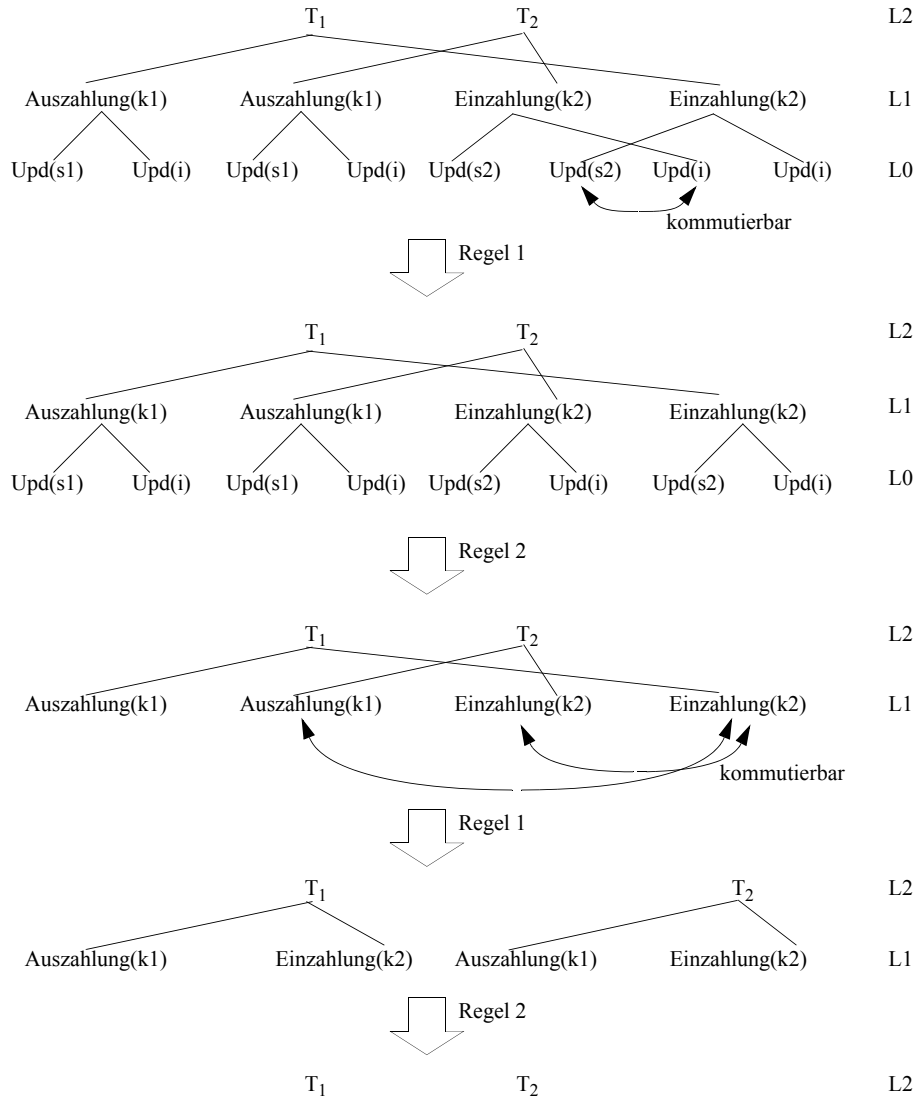 T1 T2 L2
Auszahlung(k1) Auszahlung(k1) Einzahlung(k2) Einzahlung(k2) L1
Upd(s1) Upd(i) Upd(s1) Upd(i) Upd(s2) Upd(s2) Upd(i) Upd(i) L0
kommutierbar
Regel 1
T1 T2 L2
Auszahlung(k1) Auszahlung(k1) Einzahlung(k2) Einzahlung(k2) L1
Upd(s1) Upd(i) Upd(s1) Upd(i) Upd(s2) Upd(i) Upd(s2) Upd(i) L0
Regel 2
T1 T2 L2
Auszahlung(k1) Auszahlung(k1) Einzahlung(k2) Einzahlung(k2) L1
kommutierbar
Regel 1
T1 T2 L2
Auszahlung(k1) Einzahlung(k2) Auszahlung(k1) Einzahlung(k2) L1
Regel 2
T1 T2 L2